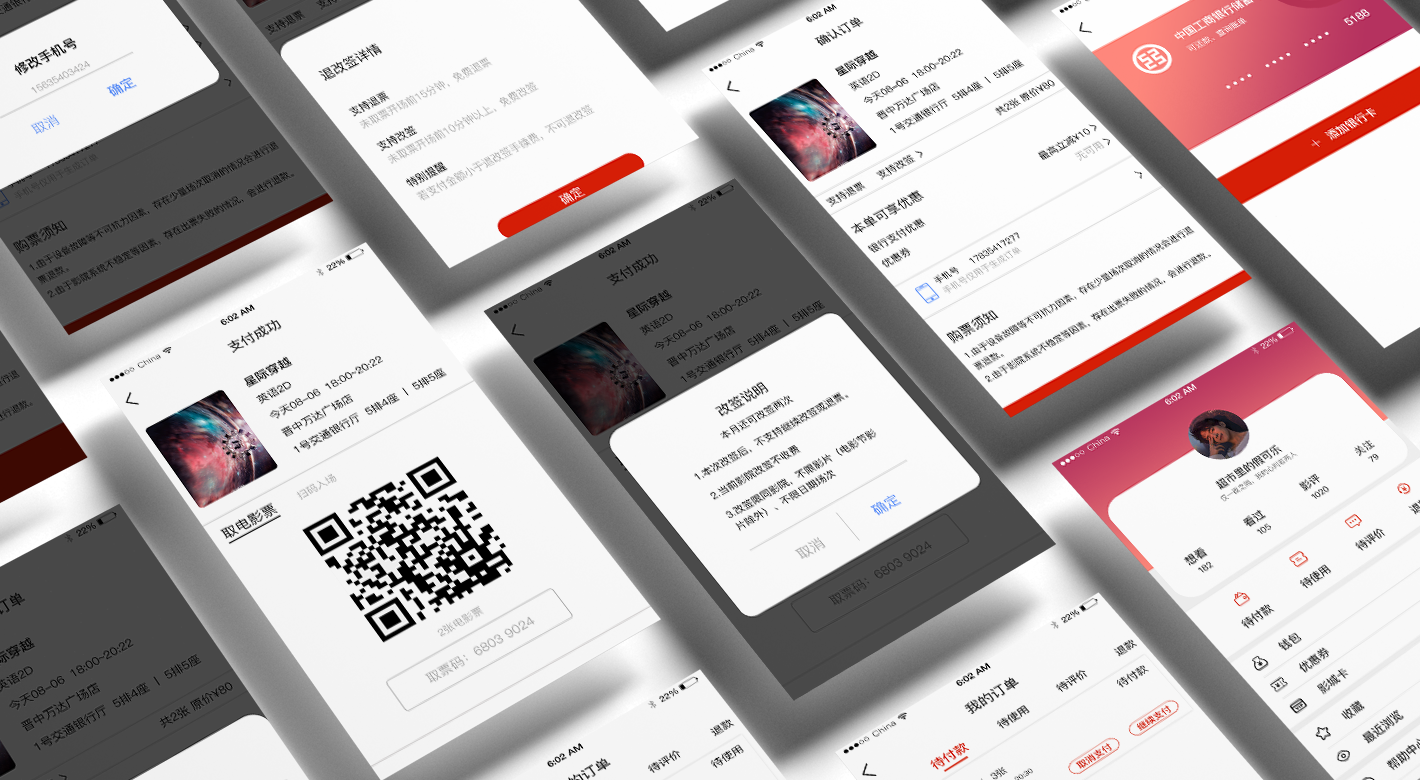 修改手机号
15635403424
取消
确定
手机号仅用于生成订单
购票须知
1.由于设备故障等不可抗力因素，存在少量场次取消的情况会进行退
票退款。
2.由于影院系统不稳定等因素，存在出票失败的情况，会进行退款。
支持退票
退改签详情
支持退票
未取票开场前15分钟，免费退票
支持改签
未取票开场前10分钟以上，免费改签
特别提醒
若支付金额小于退改签手续费，不可退改签
确定
China
6:02 AM
确认订单
星际穿越
英语2D
今天08-06 18:00~20:22
晋中万达广场店
1号交通银行厅 5排4座 | 5排5座
共2张 原价¥80
支持退票 支持改签
本单可享优惠
银行支付优惠
最高立减¥10
优惠券
无可用
手机号 17835417277
手机号仅用于生成订单
购票须知
1.由于设备故障等不可抗力因素，存在少量场次取消的情况会进行退
票退款。
2.由于影院系统不稳定等因素，存在出票失败的情况，会进行退款。
中国工商银行储蓄
可还款、查询账单
5188
+ 添加银行卡
China
6:02 AM
22%
支付成功
星际穿越
英语2D
今天08-06 18:00~20:22
晋中万达广场店
1号交通银行厅 5排4座 | 5排5座
取电影票
扫码入场
2张电影票
取票码：6803 9024
China
6:02 AM
22%
支付成功
星际穿越
英语2D
今天08-06 18:00~20:22
晋中万达广场店
1号交通银行厅 5排4座 | 5排5座
改签说明
本月还可改签两次
1.本次改签后，不支持继续改签或退票。
2.当前影院改签不收费
3.改签限同影院，不限影片（电影节影
片除外）、不限日期场次
取消
确定
取票码：6803 9024
China
6:02 AM
22%
超市里的假可乐
想看
182
看过
105
影评
1020
关注
79
待付款
待使用
待评价
退
钱包
优惠券
影城卡
收藏
最近浏览
帮助中心
22%
订单
际穿越
英语2D
今天08-06 18:00~20:22
晋中万达广场店
1号交通银行厅 5排4座 | 5排5座
共2张 原价¥80
6:02 AM
22%
的订单
待使用
待评价
退款
China
6:02 AM
22%
我的订单
待付款
待使用
待评价
退款
待付款
3张
取消支付
继续支付